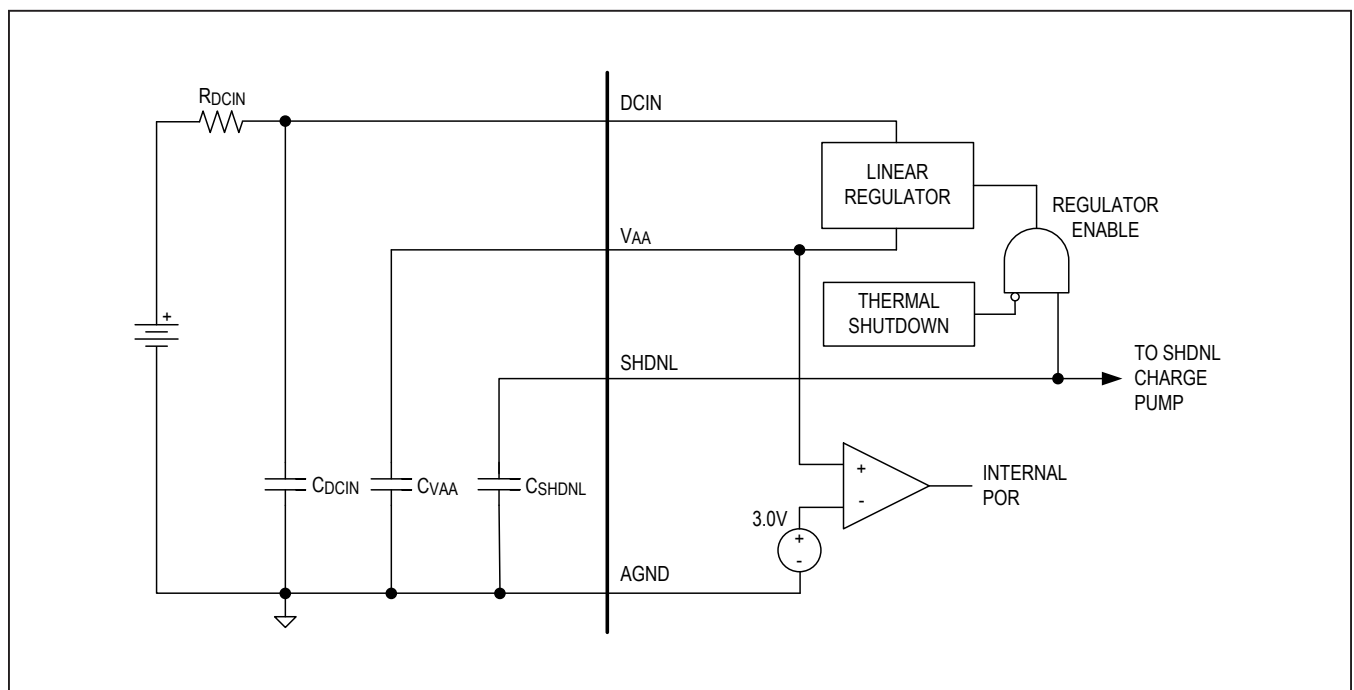 RDCIN
DCIN
LINEAR
REGULATOR
REGULATOR
ENABLE
VAA
THERMAL
SHUTDOWN
SHDNL
TO SHDNL
CHARGE
PUMP
+
CDCIN
CVAA
CSHDNL
+
-
INTERNAL
POR
3.0V
+
-
AGND